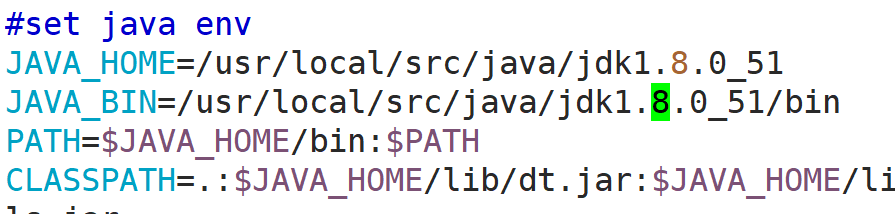 #set java env
JAVA_HOME=/usr/local/src/java/jdk1.8.0_51
JAVA_BIN=/usr/local/src/java/jdk1.8.0_51/bin
PATH=$JAVA_HOME/bin:$PATH
CLASSPATH=.:$JAVA_HOME/lib/dt.jar:$JAVA_HOME/li